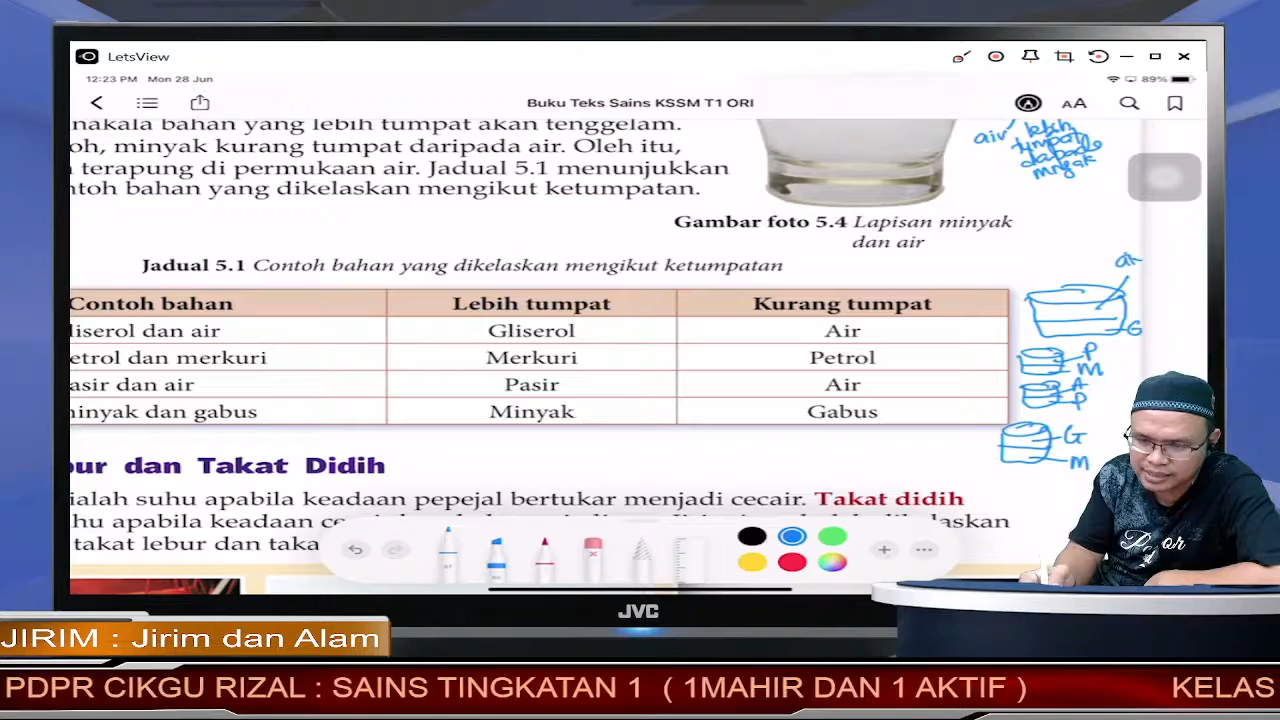 LetsView
12:23 PM Mon 28 Jun
89%
Buku Teks Sains KSSM T1 ORI
AA
nakala bahan yang lebih tumpat akan tenggelam.
oh, minyak kurang tumpat daripada air. Oleh itu,
terapung di permukaan air. Jadual 5.1 menunjukkan
ntoh bahan yang dikelaskan mengikut ketumpatan.
air lebih
tumpat
dapada
mnyak
Gambar foto 5.4 Lapisan minyak
dan air
Jadual 5.1 Contoh bahan yang dikelaskan mengikut ketumpatan
Contoh bahan Lebih tumpat Kurang tumpat
liserol dan air Gliserol Air
etrol dan merkuri Merkuri Petrol
asir dan air Pasir Air
minyak dan gabus Minyak Gabus
air
G
P
M
A
P
G
M
bur dan Takat Didih
ialah suhu apabila keadaan pepejal bertukar menjadi cecair. Takat didih
hu apabila keadaan
laskan
takat lebur dan taka
JVC
JIRIM : Jirim dan Alam
PDPR CIKGU RIZAL : SAINS TINGKATAN 1 ( 1MAHIR DAN 1 AKTIF ) KELAS